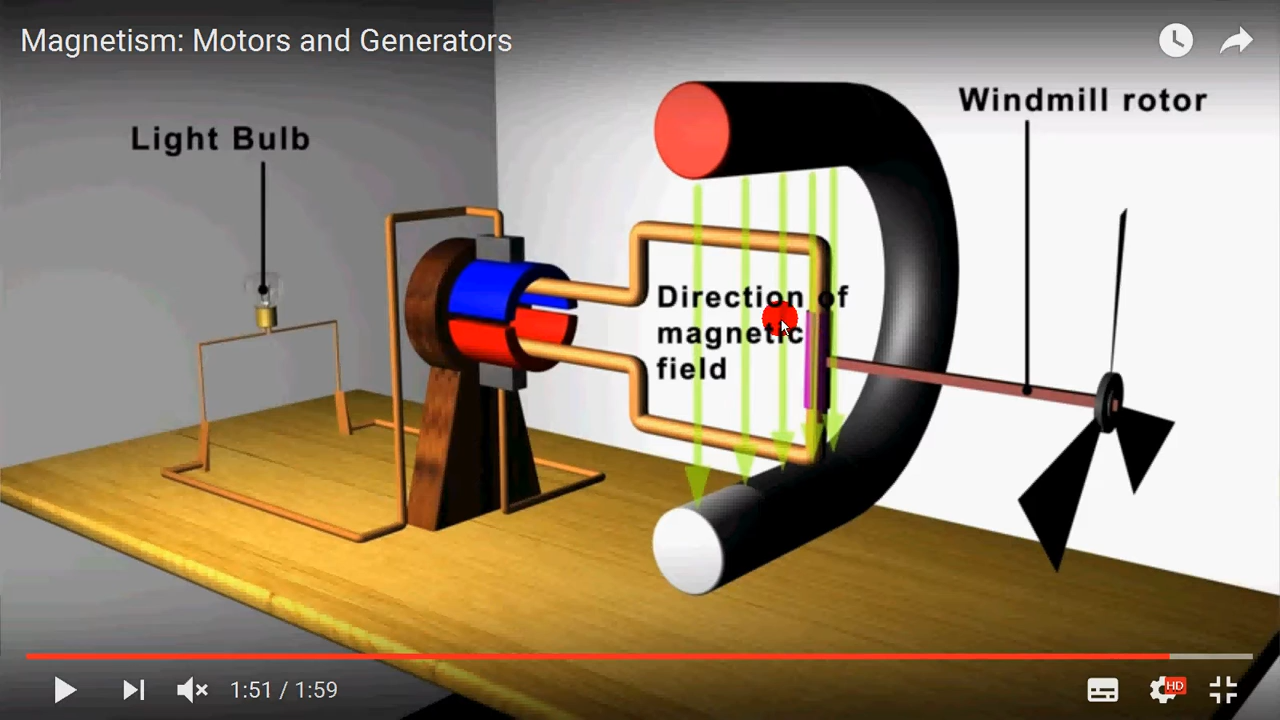 Magnetism: Motors and Generators
Windmill rotor
Light Bulb
Direction of
magnetic
field
1:51 / 1:59
HD